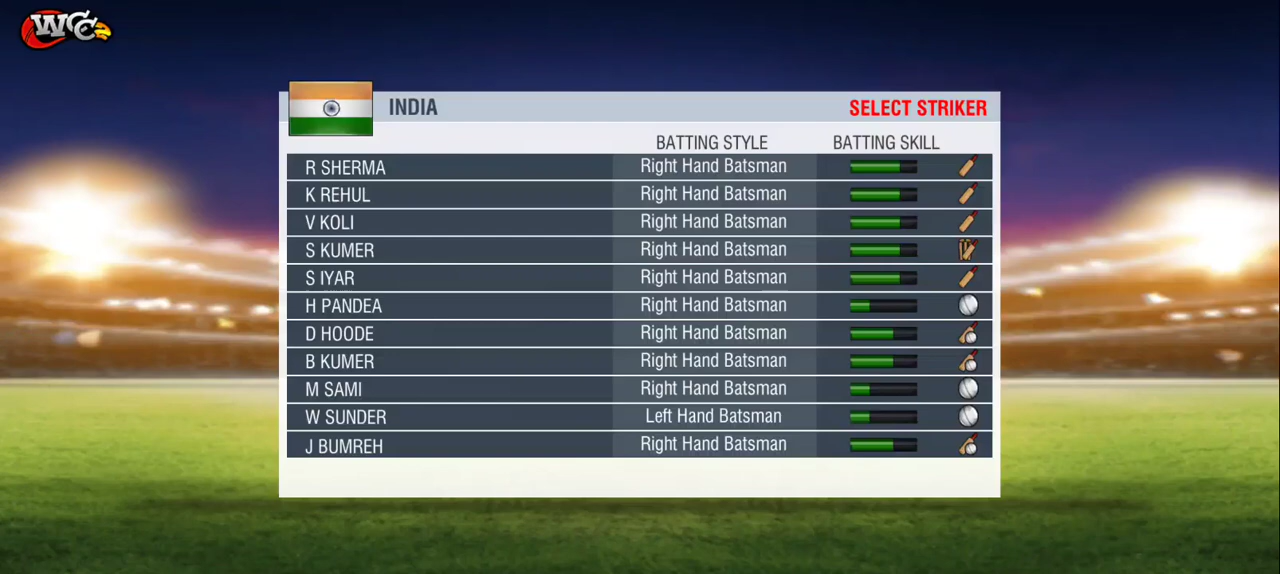 WCC
INDIA SELECT STRIKER
BATTING STYLE BATTING SKILL
R SHERMA Right Hand Batsman
K REHUL Right Hand Batsman
V KOLI Right Hand Batsman
S KUMER Right Hand Batsman
S IYAR Right Hand Batsman
H PANDEA Right Hand Batsman
D HOODE Right Hand Batsman
B KUMER Right Hand Batsman
M SAMI Right Hand Batsman
W SUNDER Left Hand Batsman
J BUMREH Right Hand Batsman